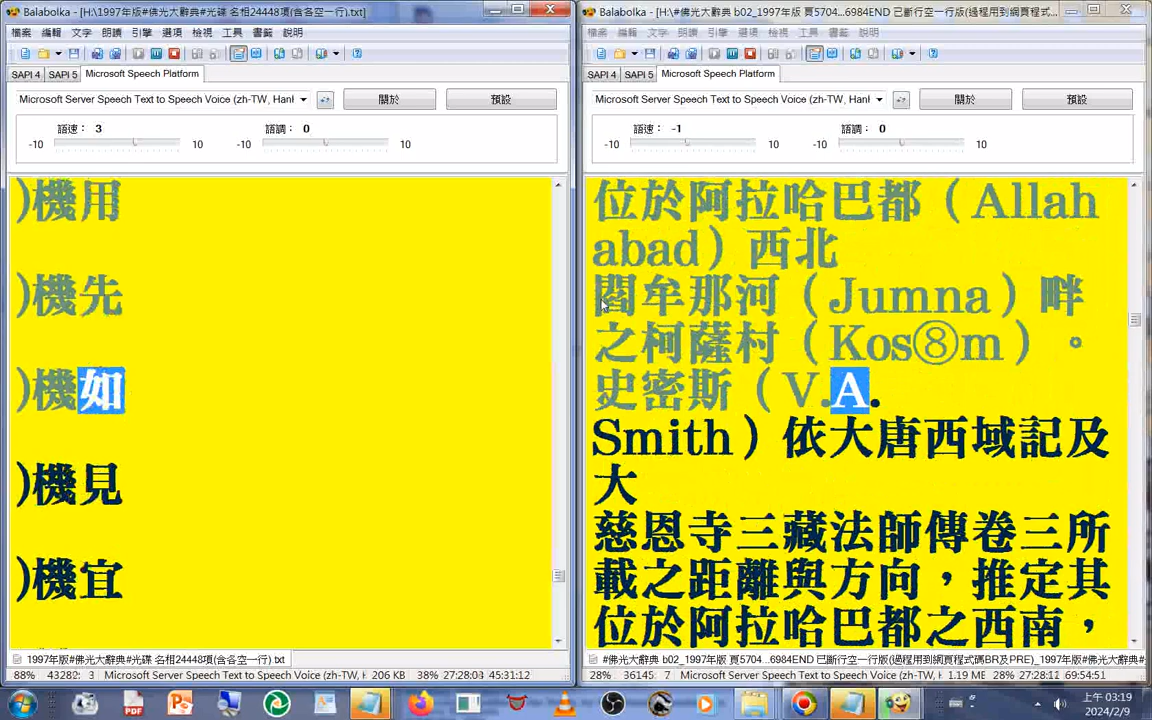 Balabolka - [H:\1997年版#佛光大辭典#光碟 名相24448項(含各空一行).txt]
檔案 編輯 文字 朗讀 引擎 選項 檢視 工具 書籤 說明
SAPI 4 SAPI 5 Microsoft Speech Platform
Microsoft Server Speech Text to Speech Voice (zh-TW, Hanl
關於
預設
語速： 3
語調： 0
-10
10
-10
10
)機用
)機先
)機如
)機見
)機宜
1997年版#佛光大辭典#光碟 名相24448項(含各空一行).txt
88% 43282: 3 Microsoft Server Speech Text to Speech Voice (zh-TW, H 206 KB 38% 27:28:04 45:31:12
Balabolka - [H:\#佛光大辭典 b02_1997年版 頁5704...6984END 已斷行空一行版(過程用到網頁程式...
檔案 編輯 文字 朗讀 引擎 選項 檢視 工具 書籤 說明
SAPI 4 SAPI 5 Microsoft Speech Platform
Microsoft Server Speech Text to Speech Voice (zh-TW, Hanl
關於
預設
語速： -1
語調： 0
-10
10
-10
10
位於阿拉哈巴都（Allah
abad）西北
閻牟那河（Jumna）畔
之柯薩村（Kos⑧m）。
史密斯（V.A.
Smith）依大唐西域記及
大
慈恩寺三藏法師傳卷三所
載之距離與方向，推定其
位於阿拉哈巴都之西南，
#佛光大辭典 b02_1997年版 頁5704...6984END 已斷行空一行版(過程用到網頁程式碼BR及PRE)_1997年版#佛光大辭典#
28% 36145: 7 Microsoft Server Speech Text to Speech Voice (zh-TW, H 1.19 MB 28% 27:28:12 69:54:51
上午 03:19
2024/2/9